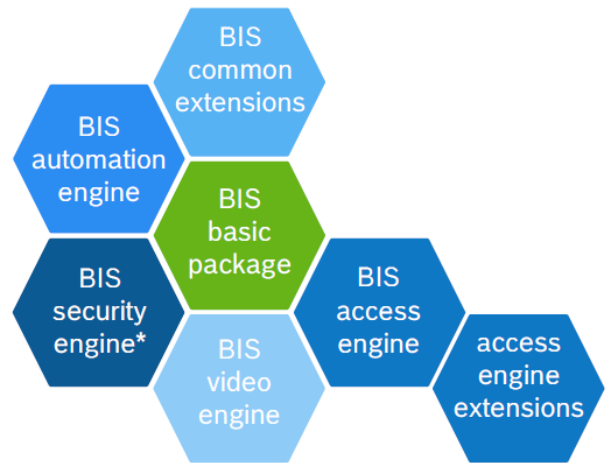 BIS
common
extensions
BIS
automation
engine
BIS
basic
package
BIS
security
engine*
BIS
access
engine
BIS
video
engine
access
engine
extensions